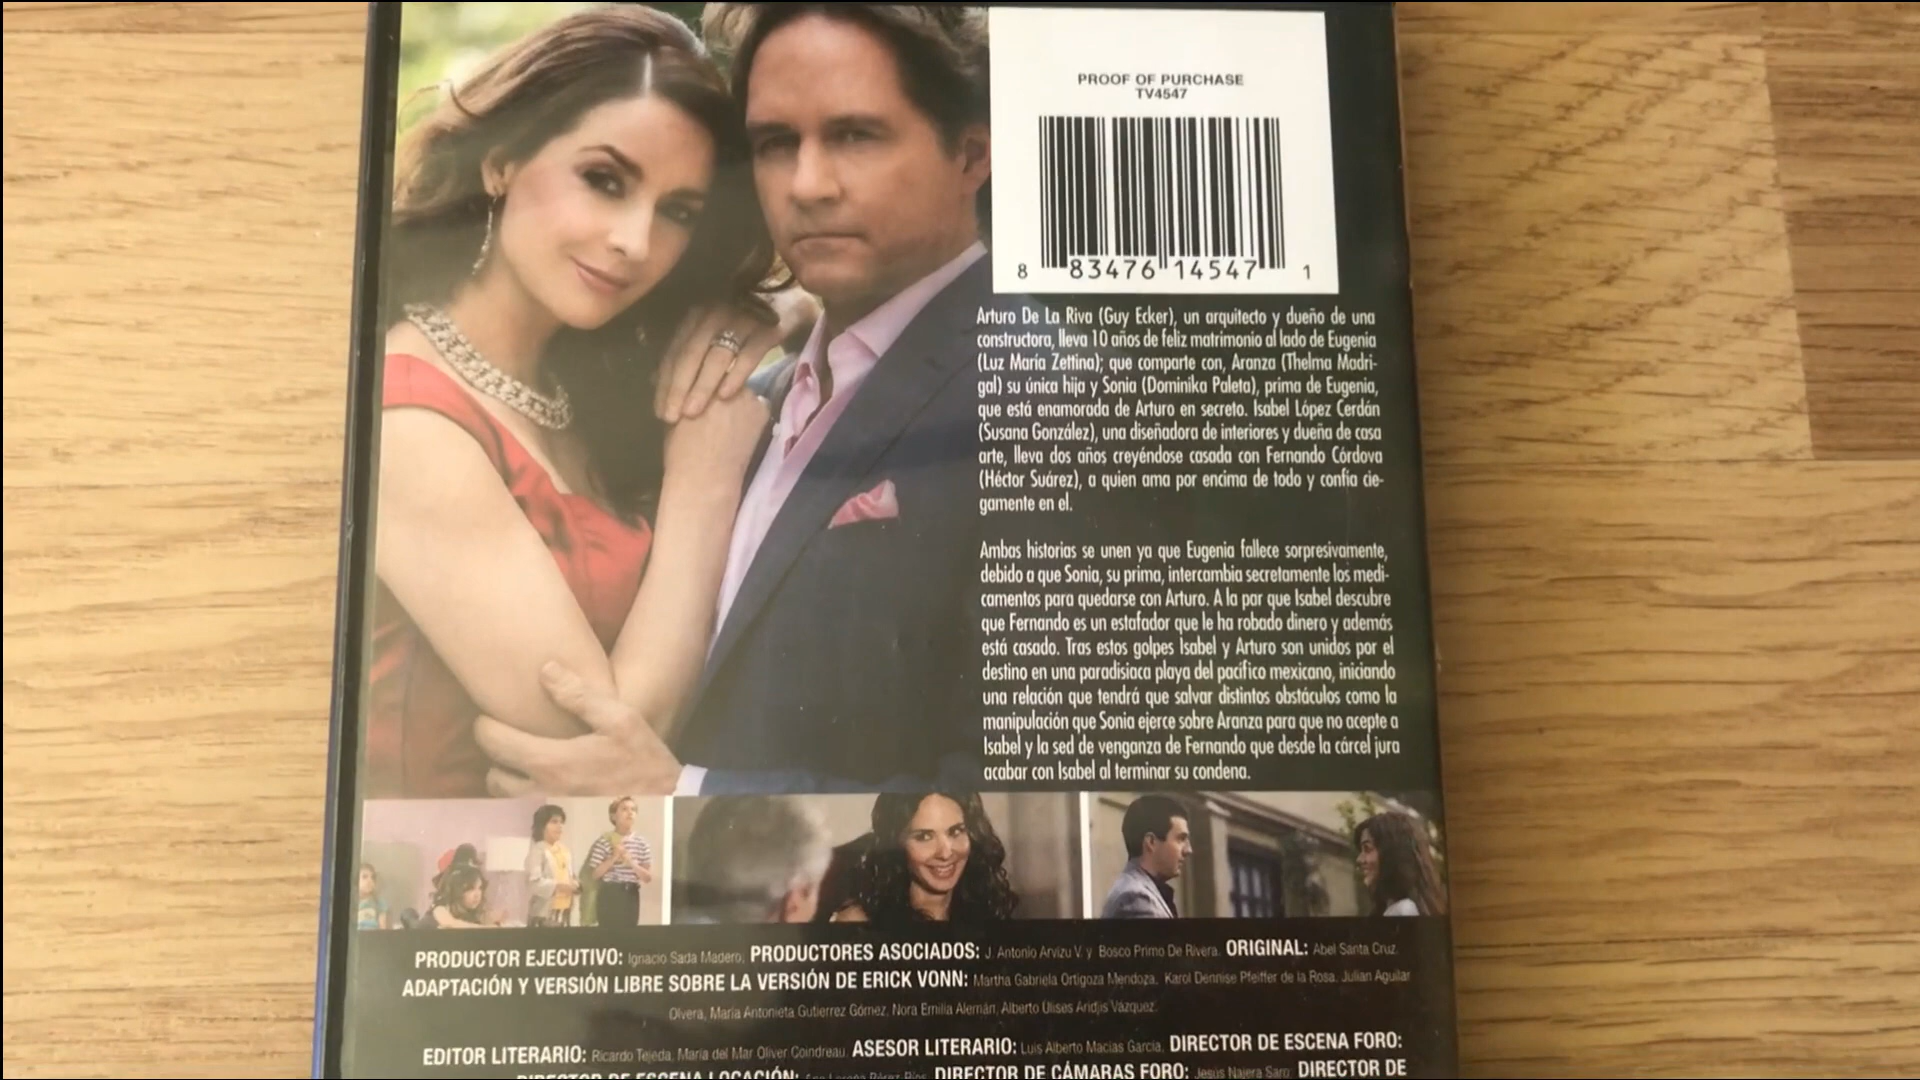 PROOF OF PURCHASE
TV4547
8 83476 14547 1
Arturo De La Riva (Guy Ecker), un arquitecto y dueño de una
constructora, lleva 10 años de feliz matrimonio al lado de Eugenia
(Luz María Zettina); que comparte con, Aranza (Thelma Madri-
gal) su única hija y Sonia (Dominika Paleta), prima de Eugenia,
que está enamorada de Arturo en secreto. Isabel López Cerdán
(Susana González), una diseñadora de interiores y dueña de casa
arte, lleva dos años creyéndose casada con Fernando Córdova
(Héctor Suárez), a quien ama por encima de todo y confía cie-
gamente en el.
Ambas historias se unen ya que Eugenia fallece sorpresivamente,
debido a que Sonia, su prima, intercambia secretamente los medi-
camentos para quedarse con Arturo. A la par que Isabel descubre
que Fernando es un estafador que le ha robado dinero y además
está casado. Tras estos golpes Isabel y Arturo son unidos por el
destino en una paradisiaca playa del pacífico mexicano, iniciando
una relación que tendrá que salvar distintos obstáculos como la
manipulación que Sonia ejerce sobre Aranza para que no acepte a
Isabel y la sed de venganza de Fernando que desde la cárcel jura
acabar con Isabel al terminar su condena.
PRODUCTOR EJECUTIVO: Ignacio Sada Madero. PRODUCTORES ASOCIADOS: J. Antonio Arvizu V. y Bosco Primo De Rivera. ORIGINAL: Abel Santa Cruz.
ADAPTACIÓN Y VERSIÓN LIBRE SOBRE LA VERSIÓN DE ERICK VONN: Martha Gabriela Ortigoza Mendoza, Karol Dennise Pfeiffer de la Rosa, Julian Aguilar
Olvera, María Antonieta Gutierrez Gómez, Nora Emilia Alemán, Alberto Ulises Aridjis Vázquez.
EDITOR LITERARIO: Ricardo Tejeda, María del Mar Oliver Coindreau. ASESOR LITERARIO: Luis Alberto Macías García. DIRECTOR DE ESCENA FORO:
DIRECTOR DE ESCENA LOCACIÓN: DIRECTOR DE CÁMARAS FORO: Jesús Nájera Saro. DIRECTOR DE